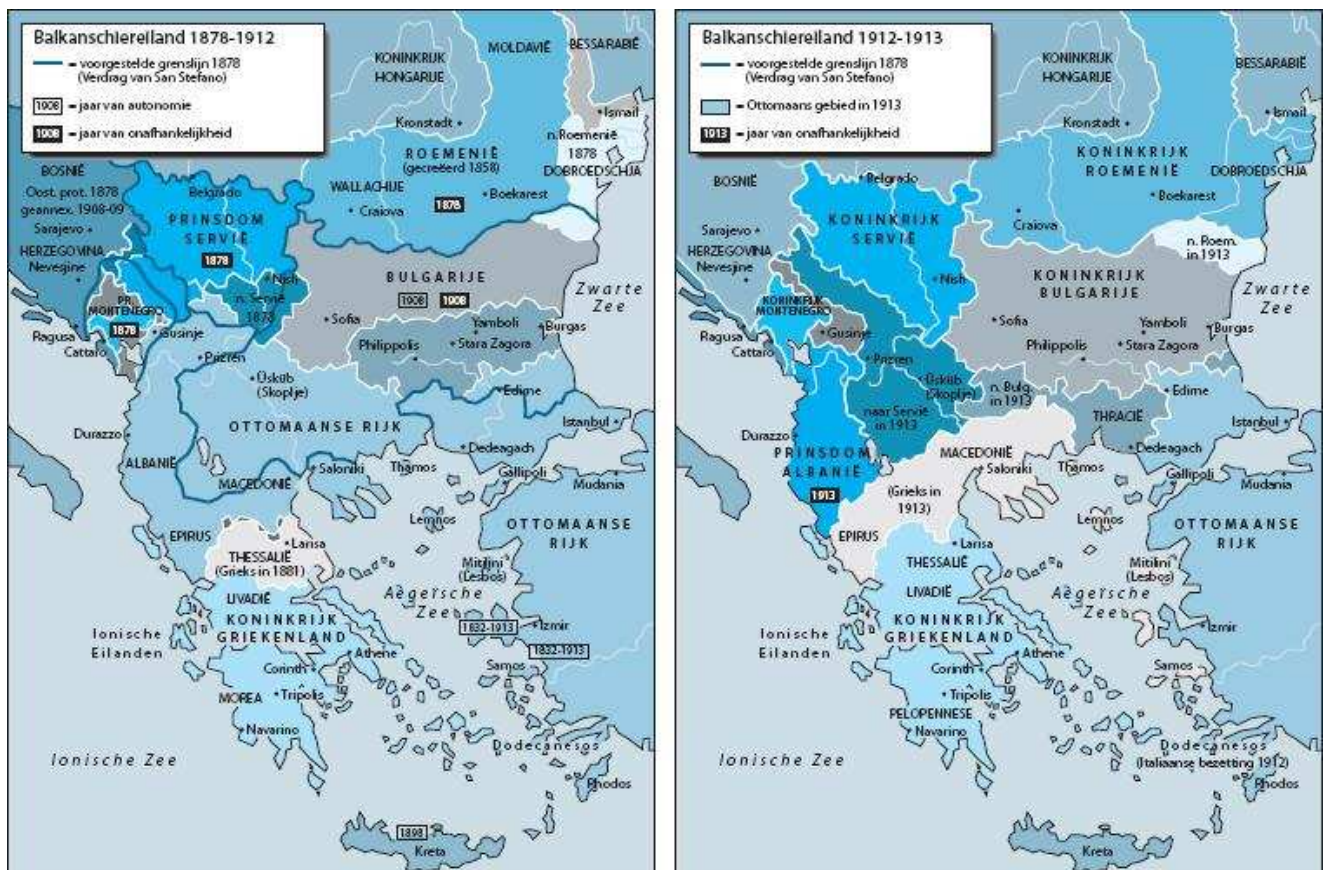 Balkanschiereiland 1878-1912
= voorgestelde grenslijn 1878
(Verdrag van San Stefano)
1908 = jaar van autonomie
1908 = jaar van onafhankelijkheid
KONINKRIJK
HONGARIJE
MOLDAVIË
BESSARABIË
Kronstadt
Ismail
n. Roemenië
1878
DOBROEDSCHJA
ROEMENIË
(gecreëerd 1858)
WALLACHIJE
Boekarest
Craiova
1878
BOSNIË
Oost. prot. 1878
geannex. 1908-09
Sarajevo
HERZEGOVINA
Nevesjine
Belgrado
PRINSDOM
SERVIË
1878
Nish
n. Servië
1878
BULGARIJE
1908
1908
Zwarte
Zee
PR.
MONTENEGRO
1878
Gusinje
Ragusa
Cattaro
Prizren
Sofia
Yamboli
Burgas
Philippolis
Stara Zagora
Üsküb
(Skoplje)
Edirne
OTTOMAANSE RIJK
Istanbul
Durazzo
Dedeagach
ALBANIË
Saloniki
Thamos
Gallipoli
MACEDONIË
Mudania
Lemnos
OTTOMAANSE
RIJK
EPIRUS
Larisa
THESSALIË
(Grieks in 1881)
Mitilini
(Lesbos)
LIVADIË
Aegeïsche
Zee
KONINKRIJK
GRIEKENLAND
1832-1913
Izmir
1832-1913
Ionische
Eilanden
Athene
Corinth
Samos
MOREA
Tripolis
Navarino
Dodecanesos
Ionische Zee
Rhodos
1898
Kreta
Balkanschiereiland 1912-1913
= voorgestelde grenslijn 1878
(Verdrag van San Stefano)
= Ottomaans gebied in 1913
1913 = jaar van onafhankelijkheid
KONINKRIJK
HONGARIJE
BESSARABIË
Kronstadt
Ismail
KONINKRIJK
ROEMENIË
DOBROEDSCHJA
BOSNIË
Belgrado
Boekarest
Craiova
KONINKRIJK
SERVIË
Sarajevo
HERZEGOVINA
Nevesjine
n. Roem.
in 1913
Nish
KONINKRIJK
BULGARIJE
Zwarte
Zee
KONINKRIJK
MONTENEGRO
Gusinje
Ragusa
Cattaro
Sofia
Yamboli
Burgas
Prizren
Philippolis
Stara Zagora
Üsküb
(Skoplje)
n. Bulg.
in 1913
Edirne
naar Servië
in 1913
THRACIË
Istanbul
Durazzo
PRINSDOM
ALBANIË
1913
Dedeagach
MACEDONIË
Saloniki
Thamos
Gallipoli
Mudania
(Grieks in
1913)
Lemnos
OTTOMAANSE
RIJK
EPIRUS
Larisa
THESSALIË
Mitilini
(Lesbos)
LIVADIË
Aegeïsche
Zee
KONINKRIJK
GRIEKENLAND
Izmir
Ionische
Eilanden
Athene
Corinth
Samos
Tripolis
PELOPENNESE
Navarino
Dodecanesos
(Italiaanse bezetting 1912)
Ionische Zee
Rhodos
Kreta